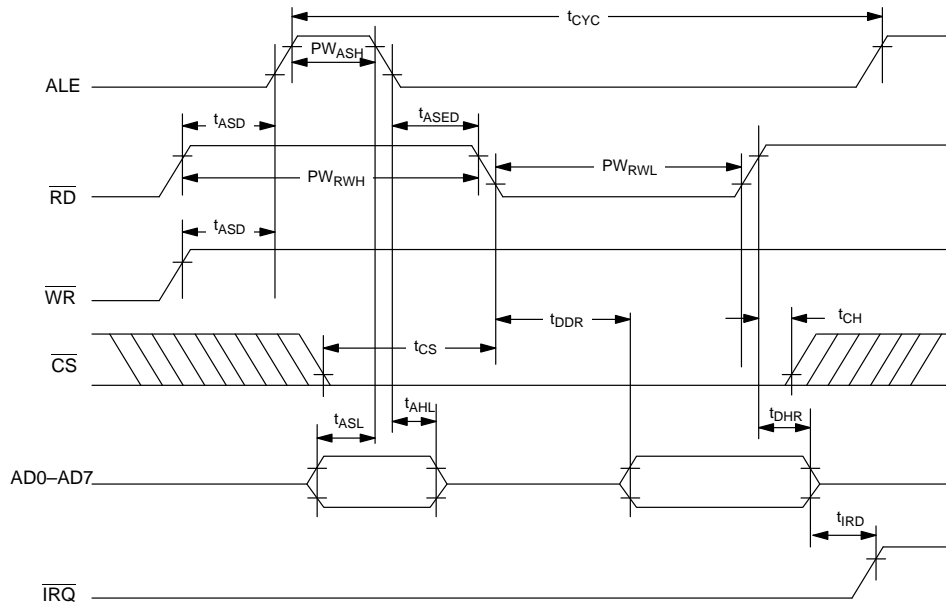 tCYC
PWASH
ALE
tASD
tASED
PWRWH
PWRWL
RD
tASD
WR
tDDR
tCH
tCS
CS
tASL
tAHL
tDHR
AD0–AD7
tIRD
IRQ